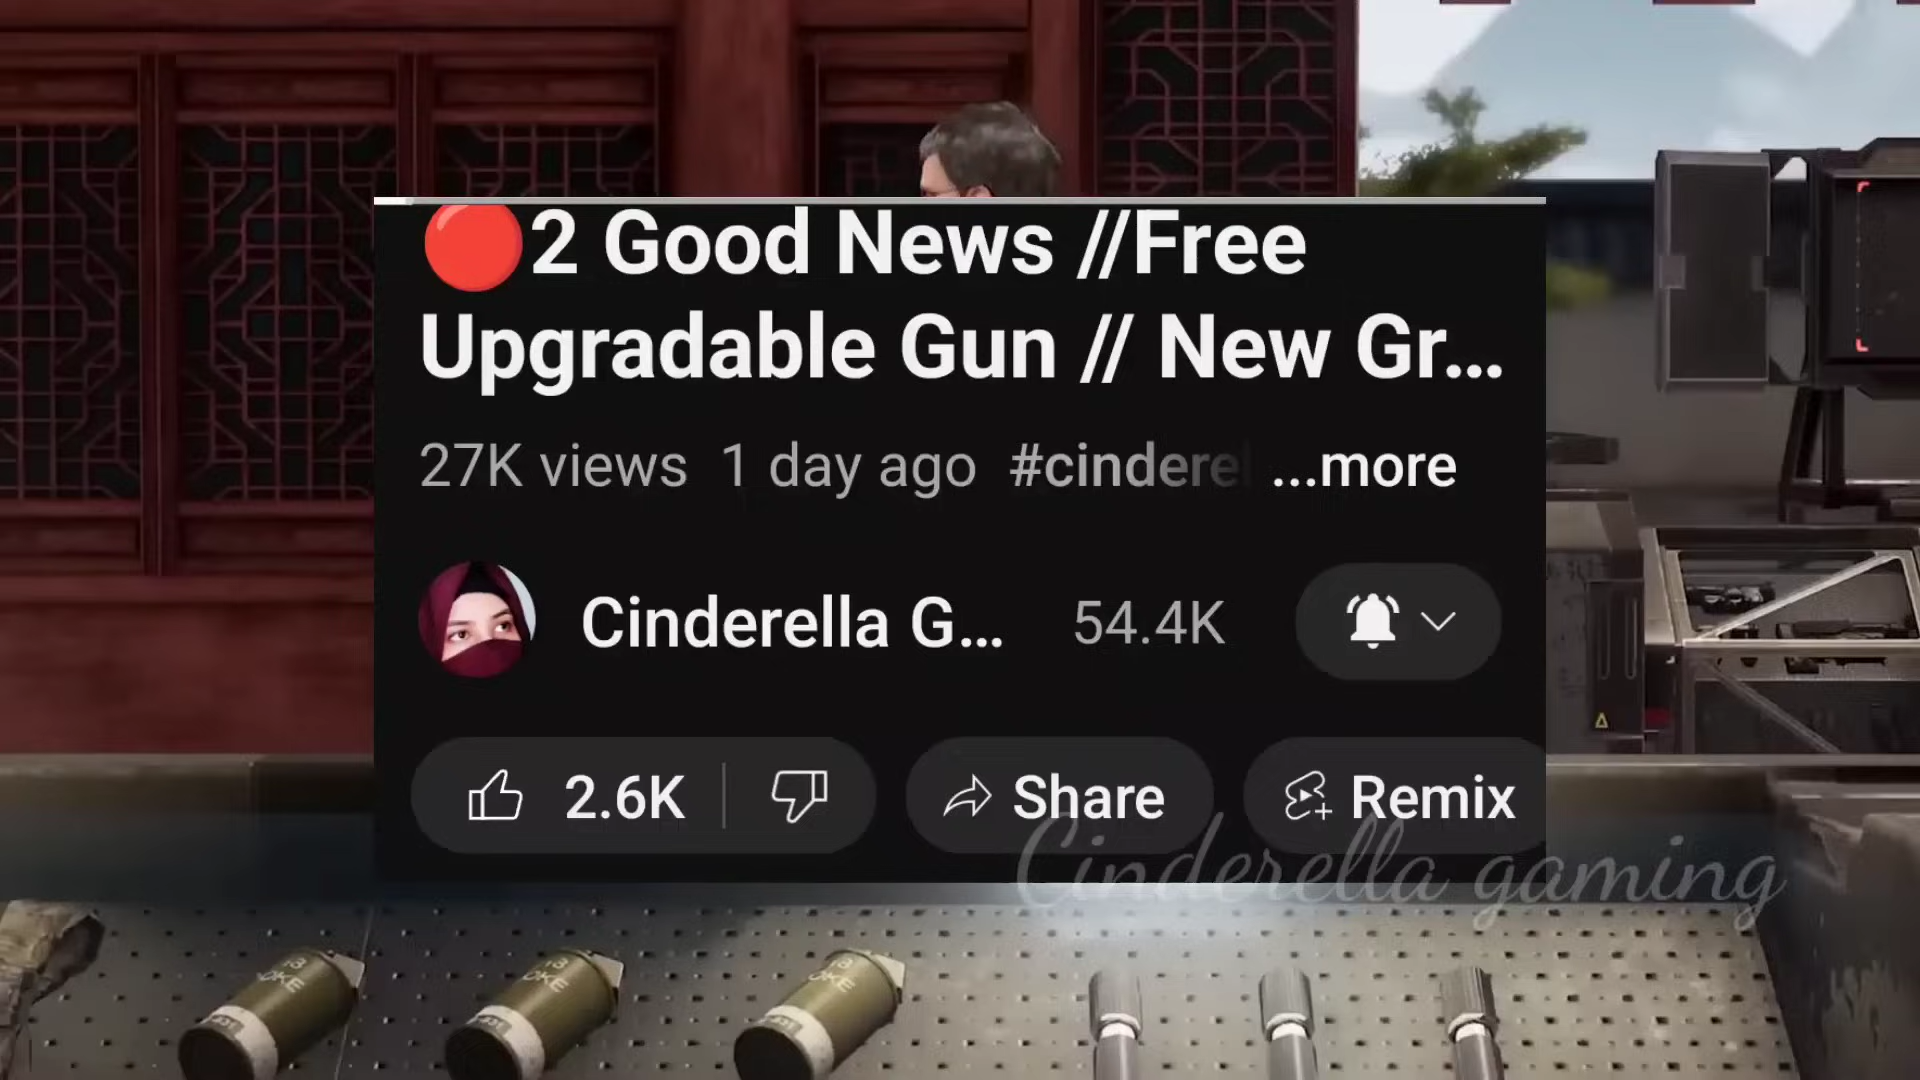 🔴2 Good News //Free
Upgradable Gun // New Gr...
27K views 1 day ago #cinderel ...more
Cinderella G... 54.4K
2.6K Share Remix
Cinderella gaming